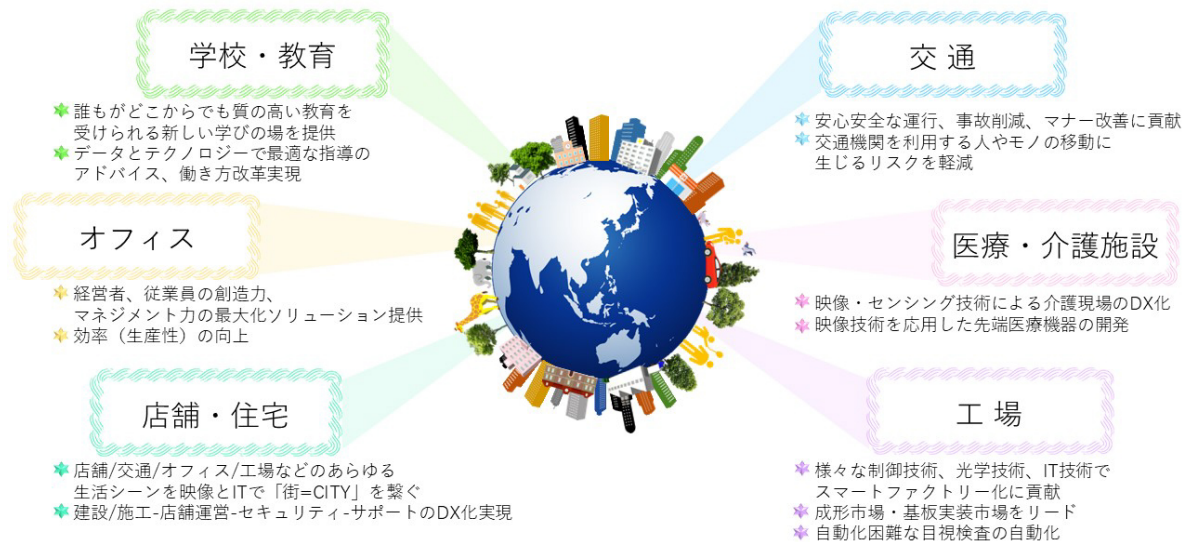 学校・教育
誰もがどこからでも質の高い教育を
受けられる新しい学びの場を提供
データとテクノロジーで最適な指導の
アドバイス、働き方改革実現
オフィス
経営者、従業員の創造力、
マネジメント力の最大化ソリューション提供
効率（生産性）の向上
店舗・住宅
店舗/交通/オフィス/工場などのあらゆる
生活シーンを映像とITで「街=CITY」を繋ぐ
建設/施工-店舗運営-セキュリティ-サポートのDX化実現
交 通
安心安全な運行、事故削減、マナー改善に貢献
交通機関を利用する人やモノの移動に
生じるリスクを軽減
医療・介護施設
映像・センシング技術による介護現場のDX化
映像技術を応用した先端医療機器の開発
工 場
様々な制御技術、光学技術、IT技術で
スマートファクトリー化に貢献
成形市場・基板実装市場をリード
自動化困難な目視検査の自動化